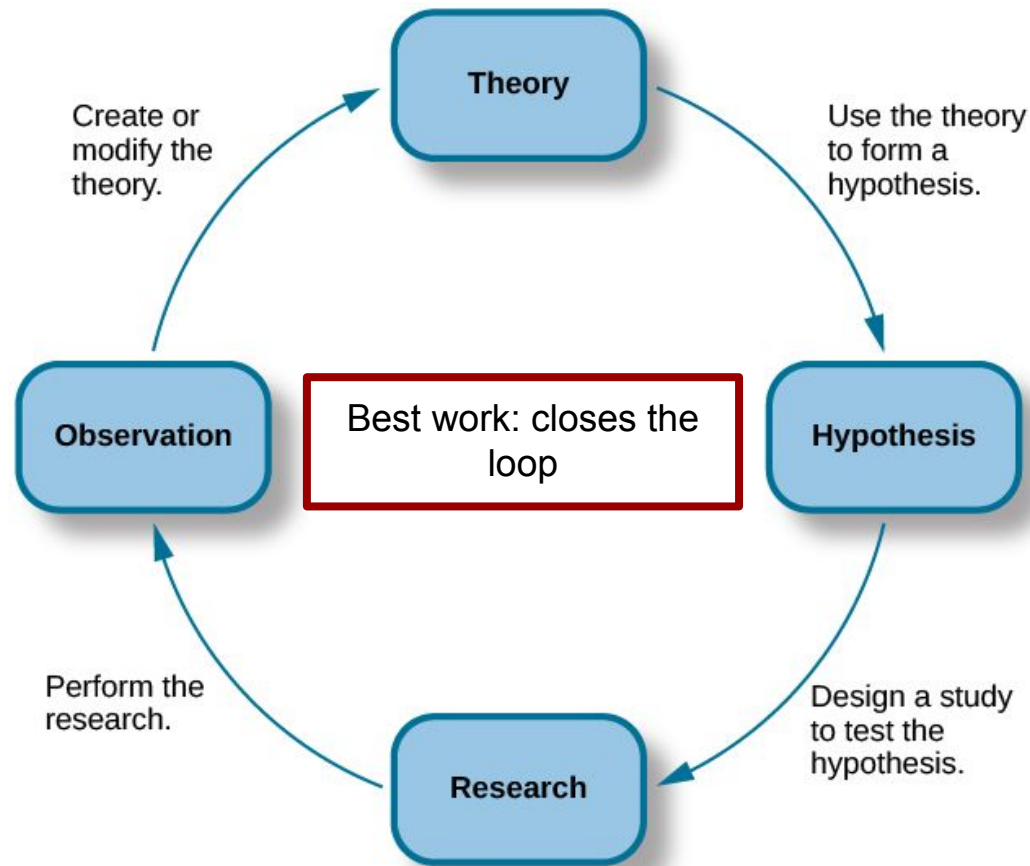 Theory
Create or
modify the
theory.
Use the theory
to form a
hypothesis.
Observation
Best work: closes the
loop
Hypothesis
Perform the
research.
Design a study
to test the
hypothesis.
Research